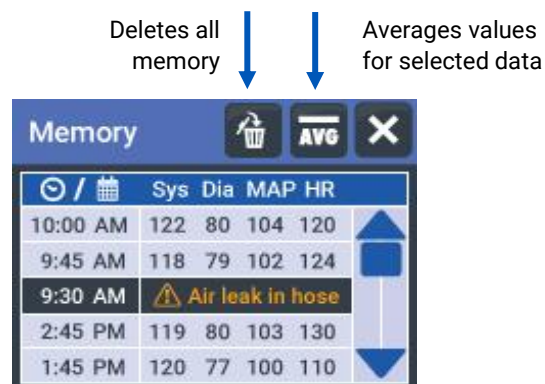 Deletes all
memory
Averages values
for selected data
Memory
AVG
/ Sys Dia MAP HR
10:00 AM 122 80 104 120
9:45 AM 118 79 102 124
9:30 AM Air leak in hose
2:45 PM 119 80 103 130
1:45 PM 120 77 100 110